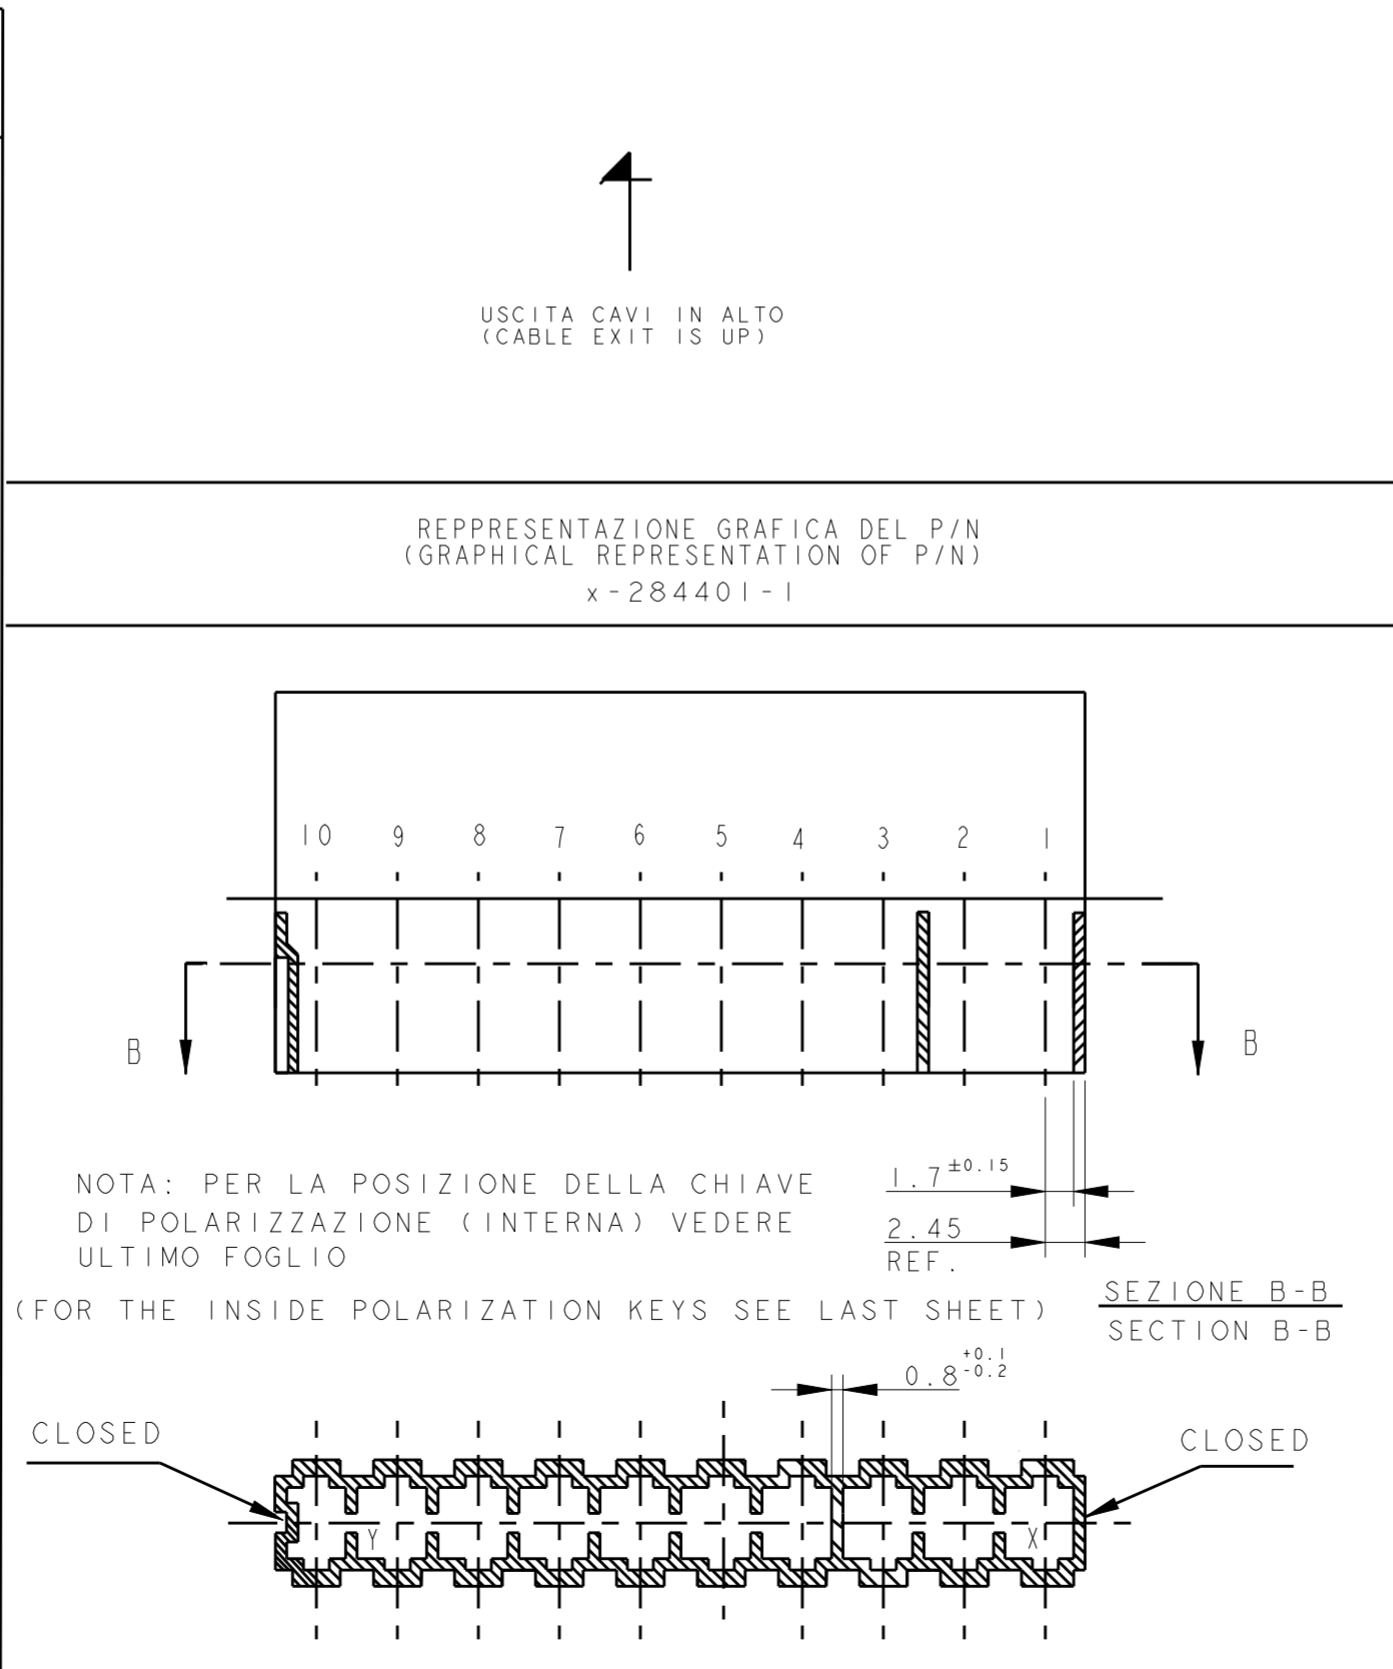 USCITA CAVI IN ALTO
(CABLE EXIT IS UP)
REPPRESENTAZIONE GRAFICA DEL P/N
(GRAPHICAL REPRESENTATION OF P/N)
x-284401-1
10 9 8 7 6 5 4 3 2 1
B B
NOTA: PER LA POSIZIONE DELLA CHIAVE
DI POLARIZZAZIONE (INTERNA) VEDERE
ULTIMO FOGLIO
(FOR THE INSIDE POLARIZATION KEYS SEE LAST SHEET)
1.7 ±0.15
2.45
REF.
SEZIONE B-B
SECTION B-B
0.8 +0.1 -0.2
CLOSED
CLOSED
Y X